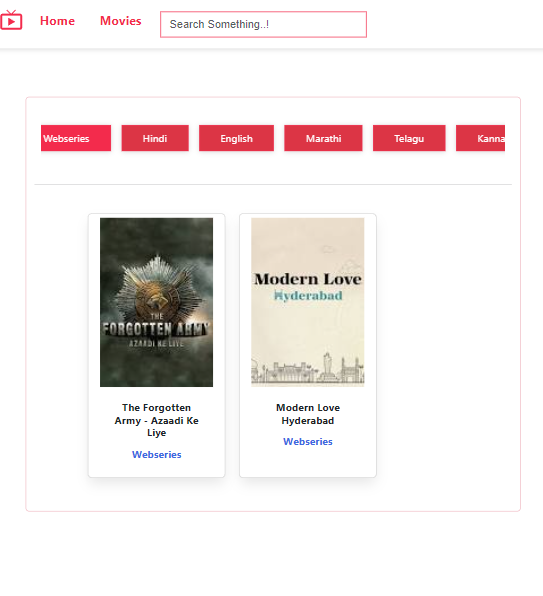 Home Movies Search Something..!
Webseries Hindi English Marathi Telagu Kanna
THE
FORGOTTEN ARMY
AZAADI KE LIYE
Modern Love
Hyderabad
The Forgotten
Army - Azaadi Ke
Liye
Webseries
Modern Love
Hyderabad
Webseries